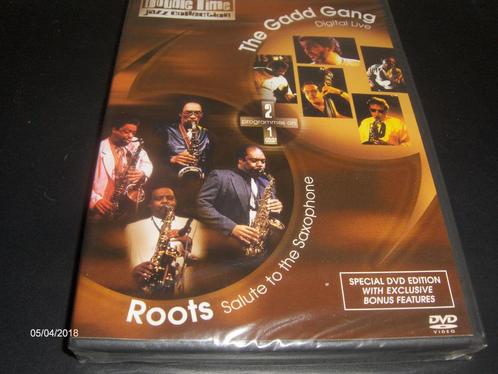 Double Time
jazz collection
The Gadd Gang
Digital Live
2
programmes on
1
DVD
Roots
Salute to the Saxophone
SPECIAL DVD EDITION
WITH EXCLUSIVE
BONUS FEATURES
DVD
VIDEO
05/04/2018